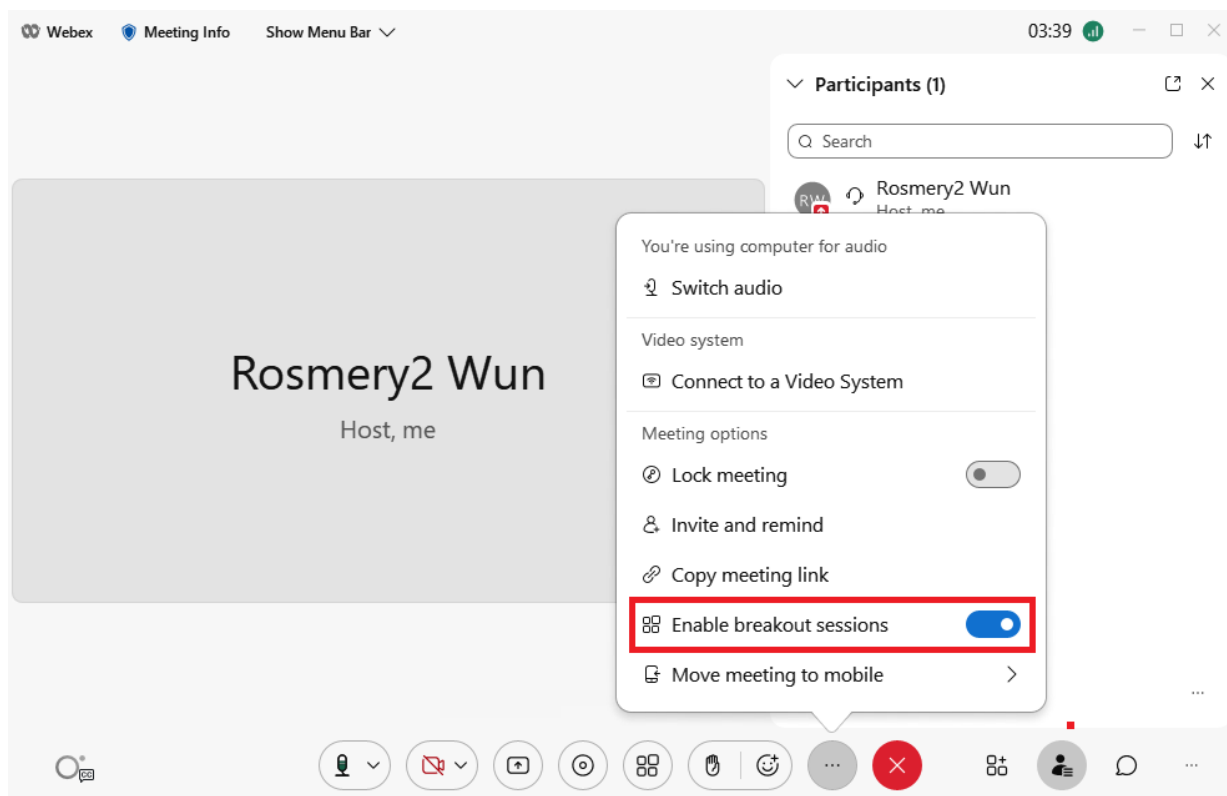 Webex Meeting Info Show Menu Bar 03:39
Participants (1)
Search
RW Rosmery2 Wun
Host, me
Rosmery2 Wun
Host, me
You're using computer for audio
Switch audio
Video system
Connect to a Video System
Meeting options
Lock meeting
Invite and remind
Copy meeting link
Enable breakout sessions
Move meeting to mobile
CC